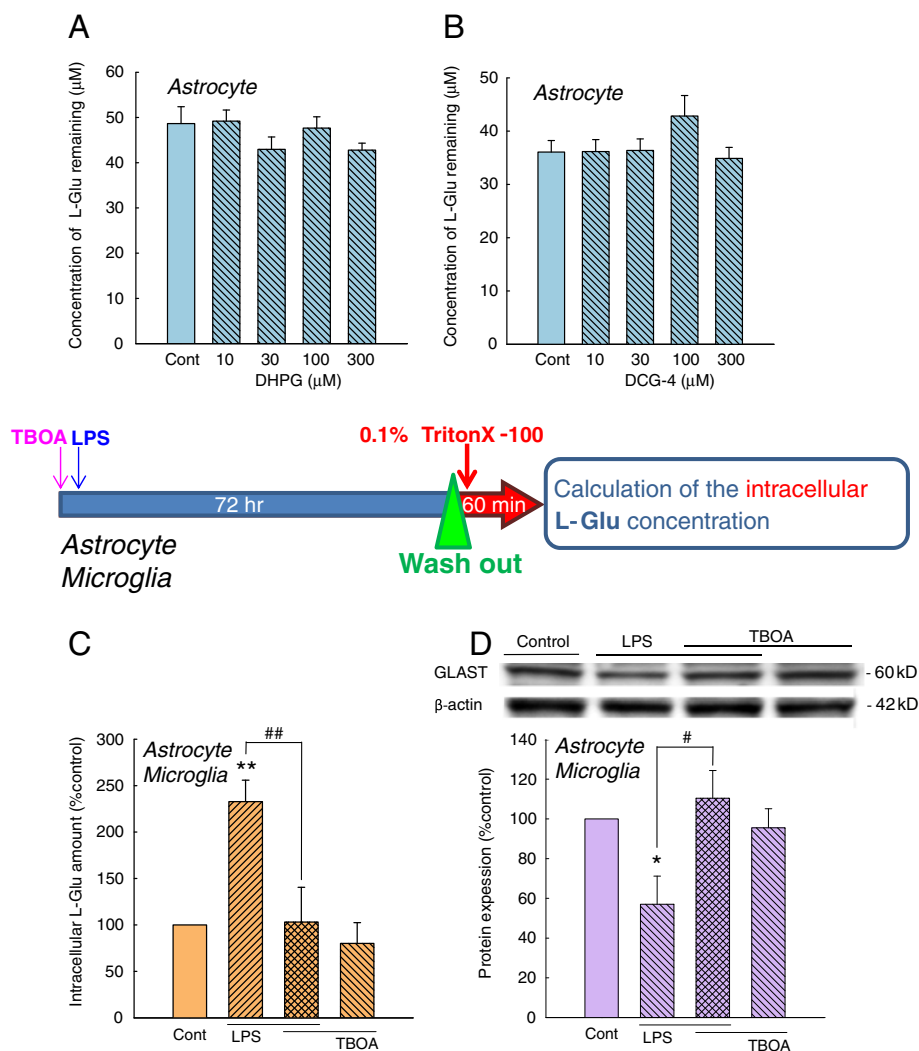 A
Concentration of L-Glu remaining (μM)
60
50
40
30
20
10
0
Astrocyte
Cont 10 30 100 300
DHPG (μM)
B
Concentration of L-Glu remaining (μM)
50
40
30
20
10
0
Astrocyte
Cont 10 30 100 300
DCG-4 (μM)
TBOA LPS
0.1% TritonX -100
72 hr
60 min
Astrocyte
Microglia
Wash out
Calculation of the intracellular
L-Glu concentration
C
Intracellular L-Glu amount (%control)
300
250
200
150
100
50
0
Astrocyte
Microglia
##
**
Cont
LPS
TBOA
D
Control LPS TBOA
GLAST - 60 kD
β-actin - 42 kD
Protein expession (%control)
140
120
100
80
60
40
20
0
Astrocyte
Microglia
#
*
Cont
LPS
TBOA